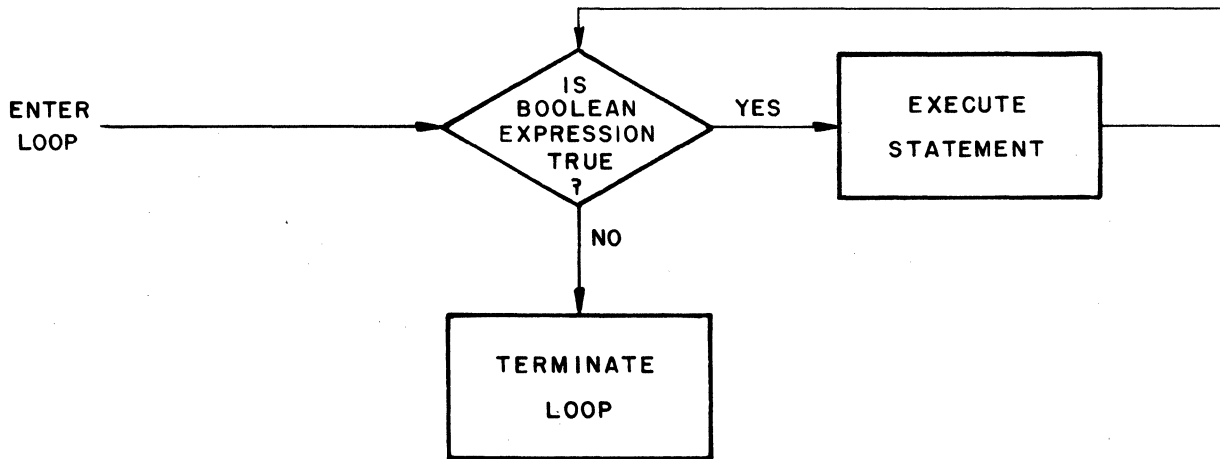 ENTER
LOOP
IS
BOOLEAN
EXPRESSION
TRUE
?
YES
EXECUTE
STATEMENT
NO
TERMINATE
LOOP